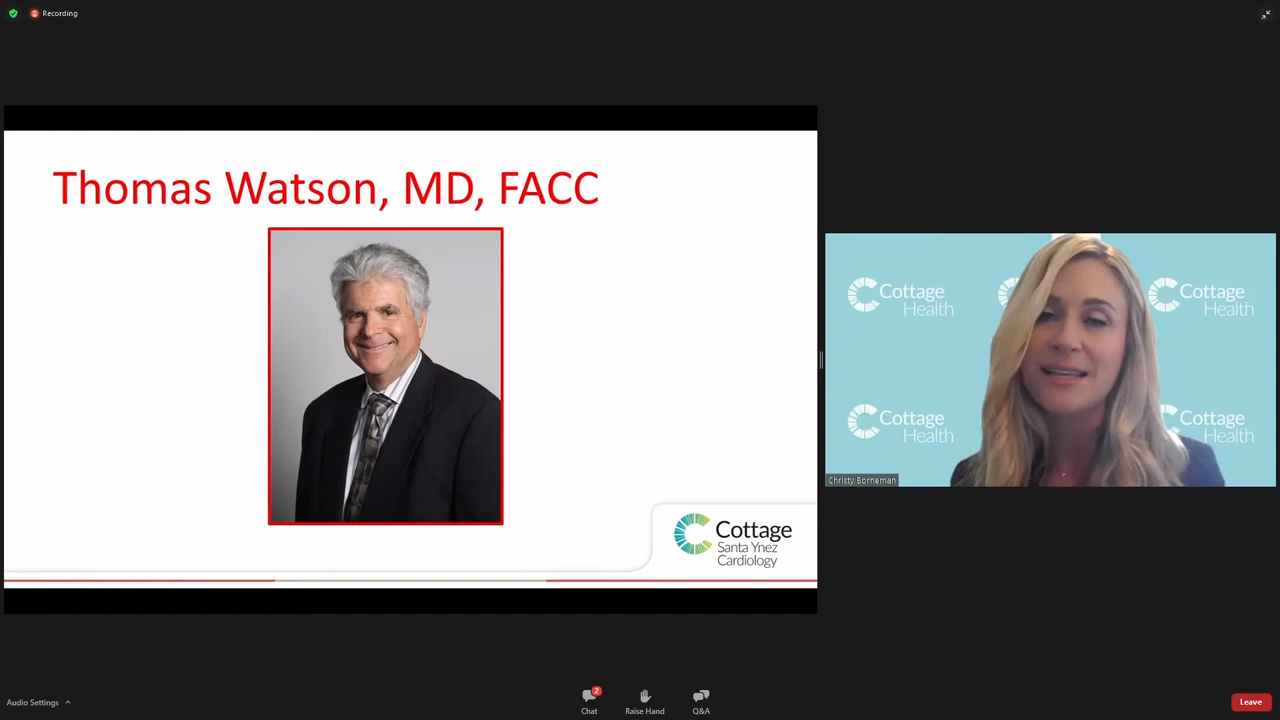 Recording
Thomas Watson, MD, FACC
Cottage
Santa Ynez
Cardiology
Cottage
Health
Cottage
Health
Cottage
Health
Cottage
Health
Christy Borneman
Audio Settings
Chat
2
Raise Hand
Q&A
Leave